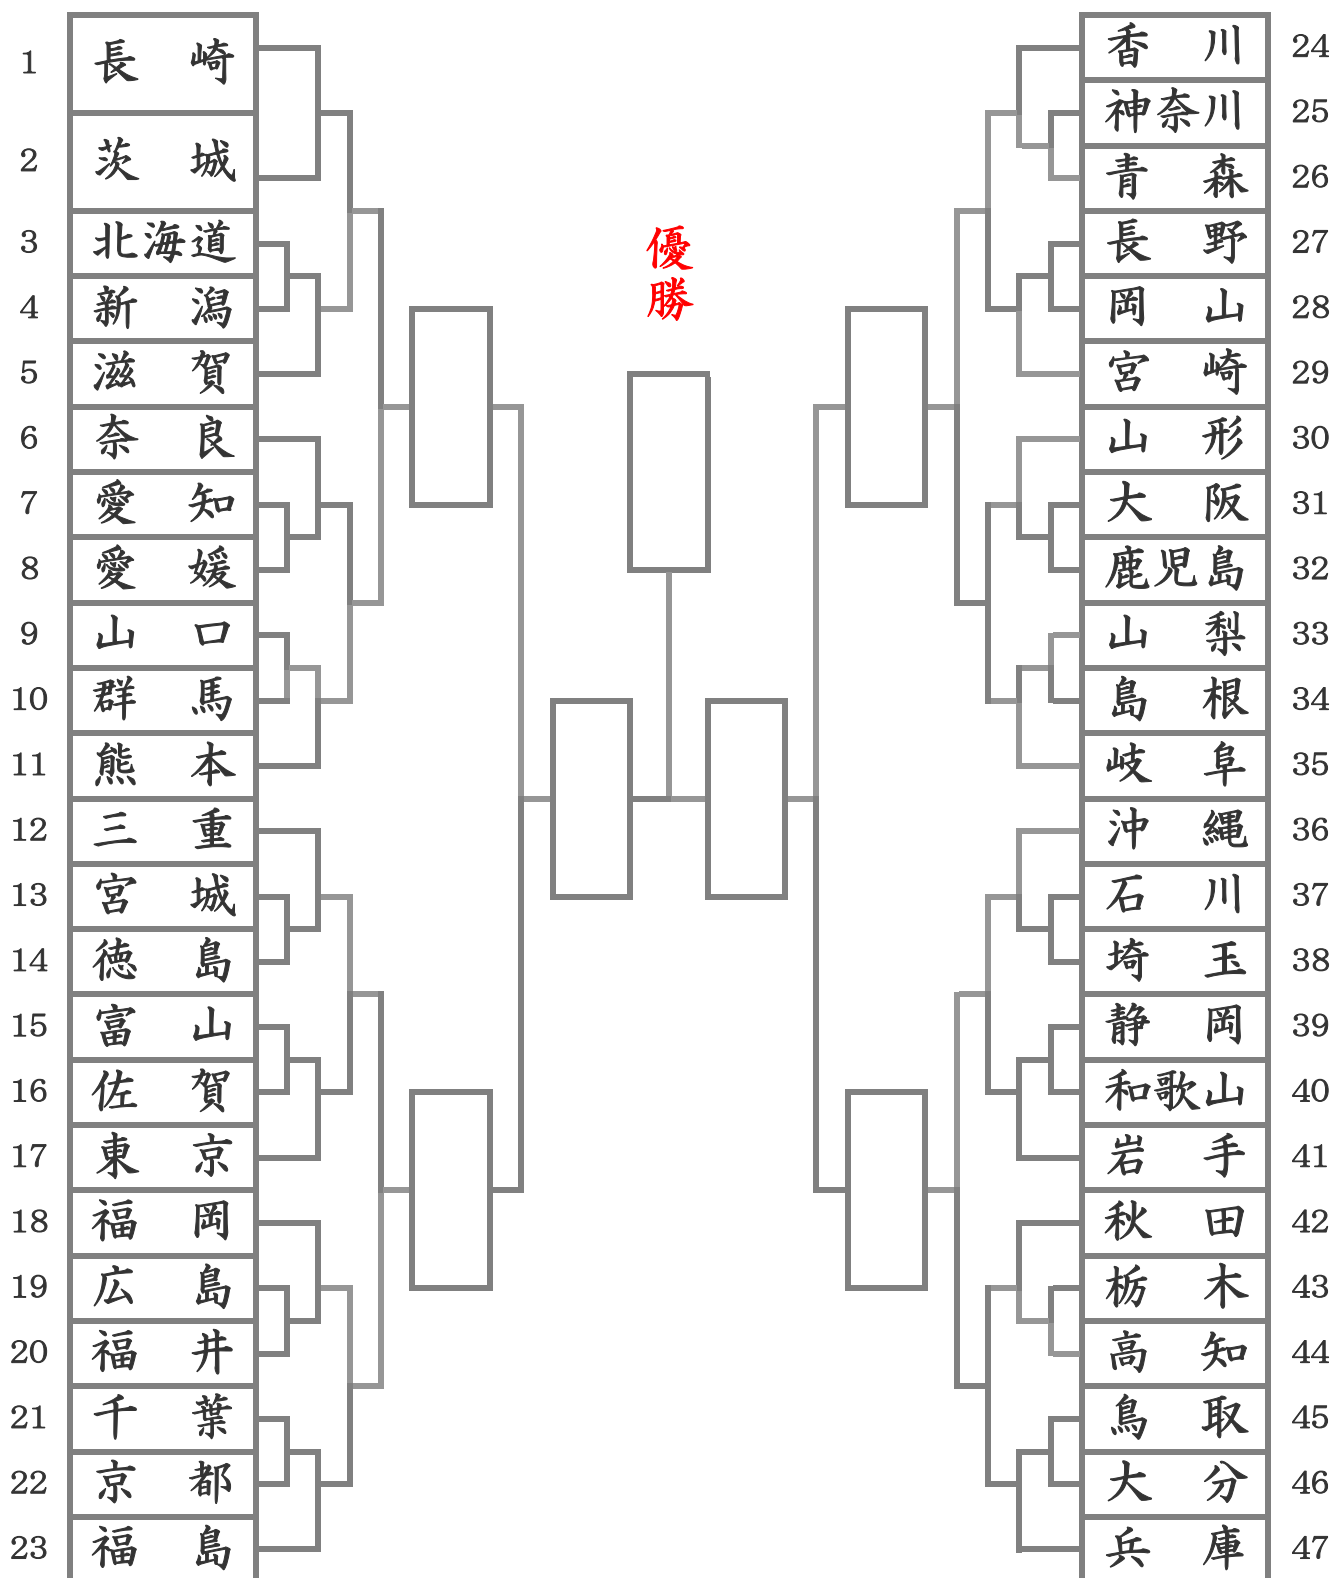 1 長崎
2 茨城
3 北海道
4 新潟
5 滋賀
6 奈良
7 愛知
8 愛媛
9 山口
10 群馬
11 熊本
12 三重
13 宮城
14 徳島
15 富山
16 佐賀
17 東京
18 福岡
19 広島
20 福井
21 千葉
22 京都
23 福島
優勝
香川 24
神奈川 25
青森 26
長野 27
岡山 28
宮崎 29
山形 30
大阪 31
鹿児島 32
山梨 33
島根 34
岐阜 35
沖縄 36
石川 37
埼玉 38
静岡 39
和歌山 40
岩手 41
秋田 42
栃木 43
高知 44
鳥取 45
大分 46
兵庫 47